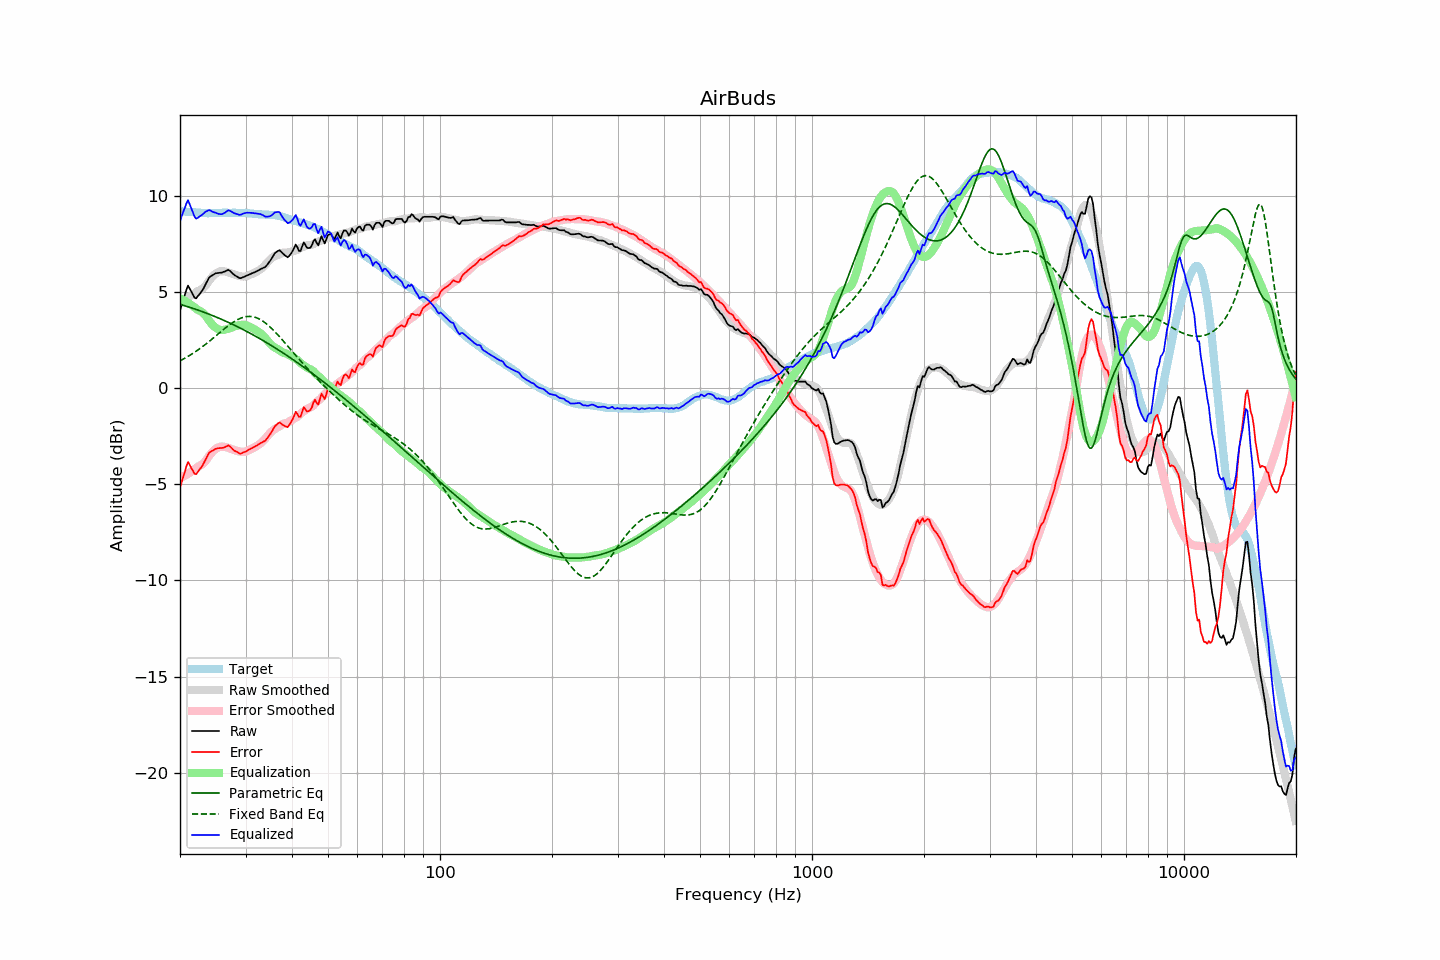 AirBuds
Amplitude (dBr)
10
5
0
−5
−10
−15
−20
Target
Raw Smoothed
Error Smoothed
Raw
Error
Equalization
Parametric Eq
Fixed Band Eq
Equalized
100
1000
10000
Frequency (Hz)